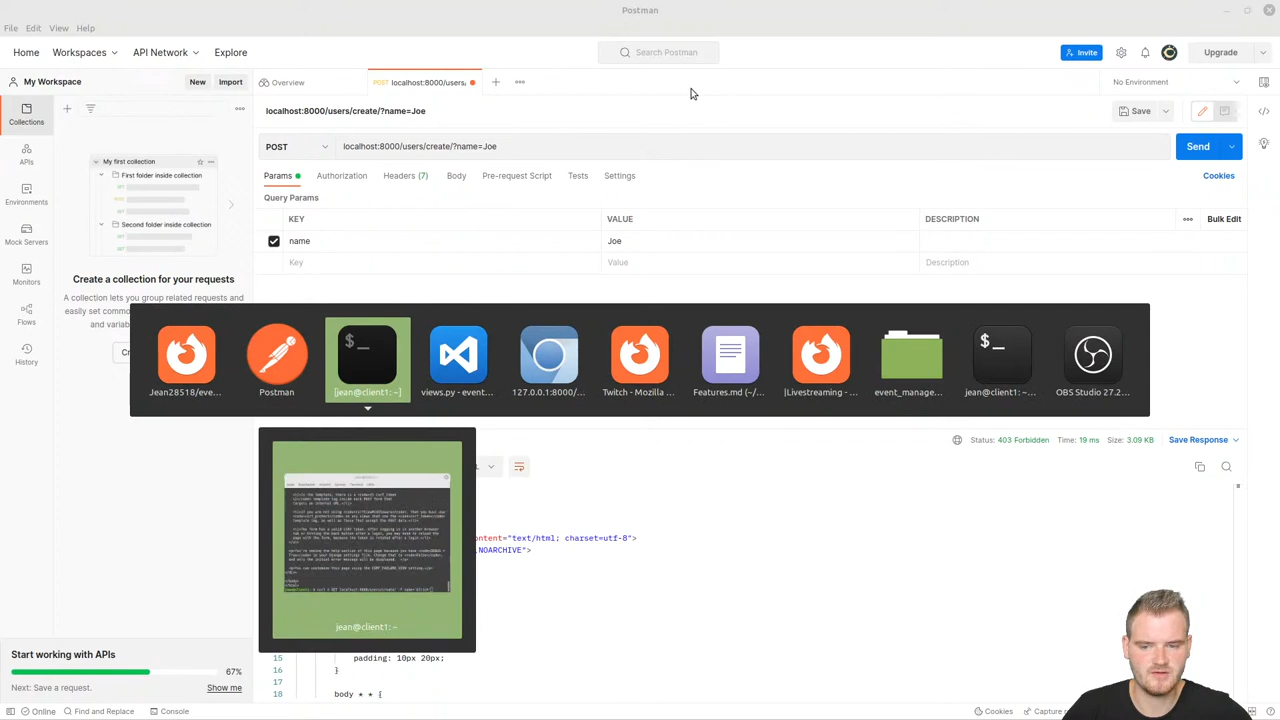 Postman
File Edit View Help
Home Workspaces API Network Explore
Search Postman
Invite
Upgrade
My Workspace
New Import
Overview
POST localhost:8000/users/
No Environment
localhost:8000/users/create/?name=Joe
Save
POST
localhost:8000/users/create/?name=Joe
Send
Params Authorization Headers (7) Body Pre-request Script Tests Settings
Cookies
Query Params
KEY VALUE DESCRIPTION
Bulk Edit
name Joe
Key Value Description
Collections
APIs
Environments
Mock Servers
Monitors
Flows
History
My first collection
First folder inside collection
Second folder inside collection
Create a collection for your requests
A collection lets you group related requests and
easily set common
variab
Cr
Jean28518/eve...
Postman
[jean@client1: ~]
views.py - event...
127.0.0.1:8000/...
Twitch - Mozilla ...
Features.md (~/...
(Livestreaming - ...
event_manage...
jean@client1: ~...
OBS Studio 27.2...
jean@client1: ~
Status: 403 Forbidden Time: 19 ms Size: 3.09 KB
Save Response
ontent="text/html; charset=utf-8">
,NOARCHIVE">
15 padding: 10px 20px;
16 }
17
18 body * * {
Start working with APIs
67%
Next: Save a request.
Show me
Online Find and Replace Console
Cookies Capture r